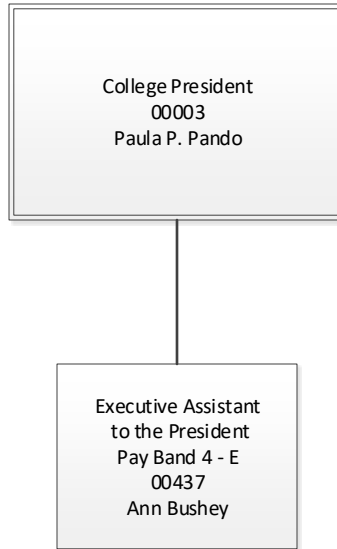 College President
00003
Paula P. Pando
Executive Assistant
to the President
Pay Band 4 - E
00437
Ann Bushey